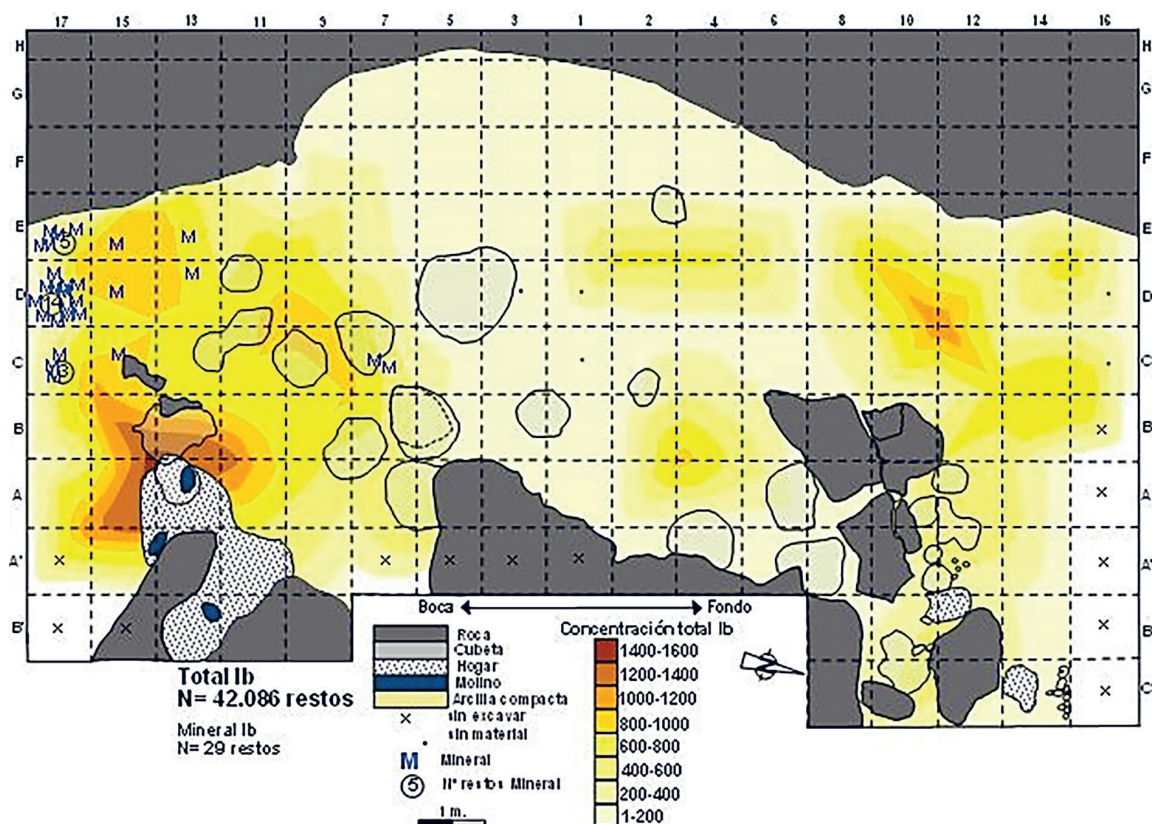 17 15 13 11 9 7 5 3 1 2 4 6 8 10 12 14 16
H H
G G
F F
E M M M M M M 5 M M E
D M M M M M M 14 M M M M M M M D
C M M M 3 M M M C
B B
A A
A' A'
B' B'
C'
Boca Fondo
Roca
Cubeta
Hogar
Molino
Arcilla compacta
sin escavar
sin material
M Mineral
5 Nº restos Mineral
1 m.
Concentración total Ib
1400-1600
1200-1400
1000-1200
800-1000
600-800
400-600
200-400
1-200
Total Ib
N= 42.086 restos
Mineral Ib
N= 29 restos